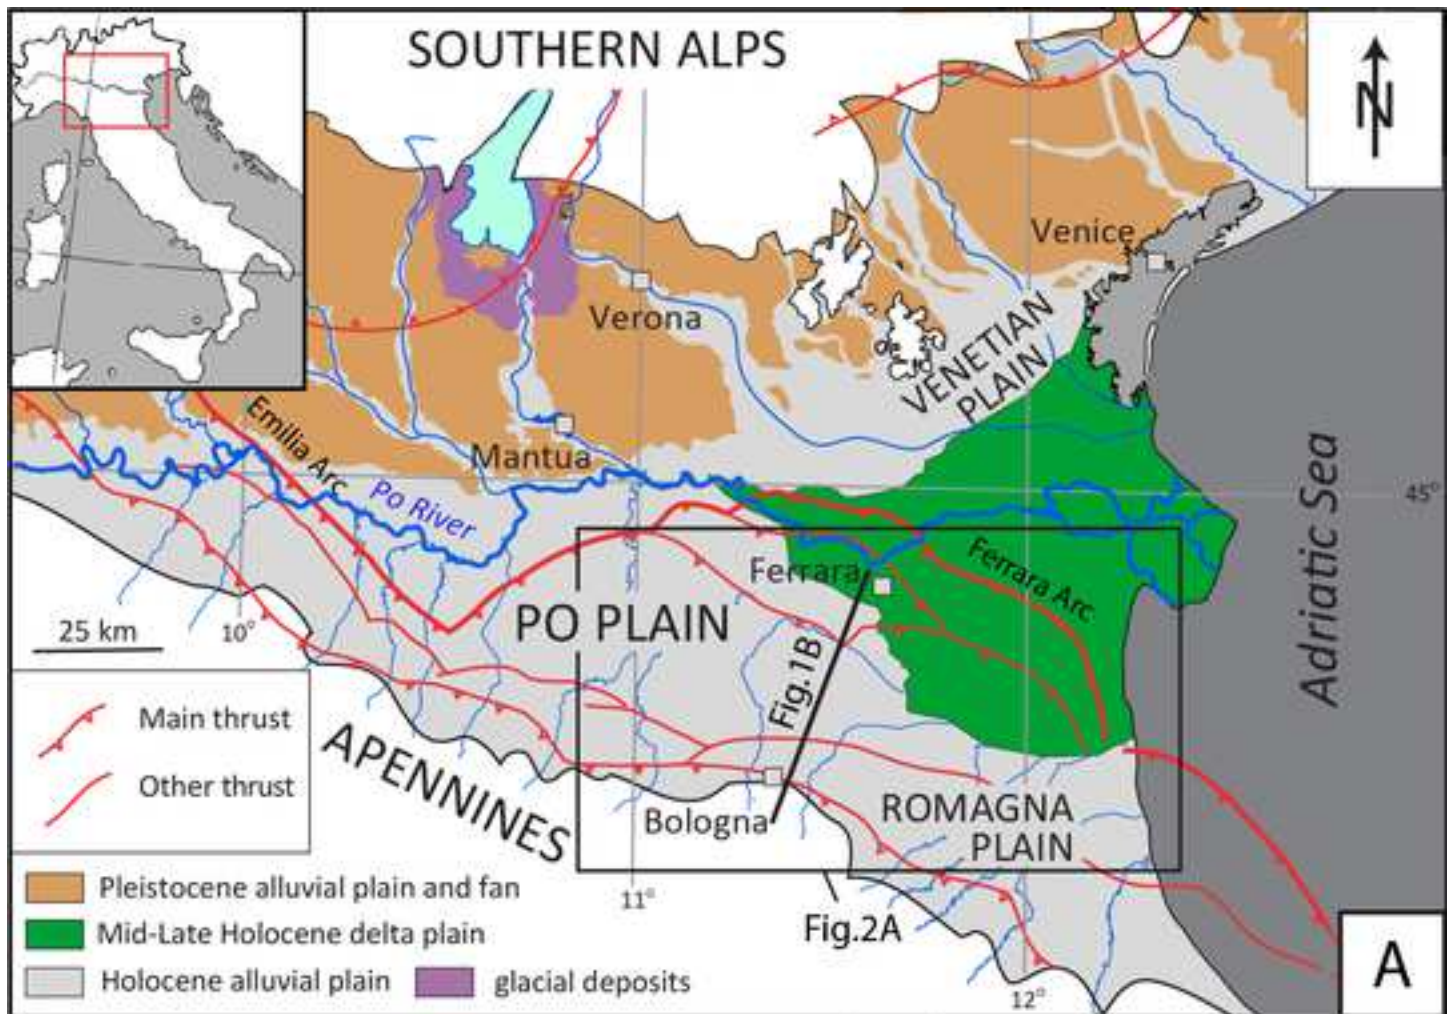 SOUTHERN ALPS
N
Venice
Verona
VENETIAN
PLAIN
Emilia Arc
Mantua
Po River
45°
Adriatic Sea
Ferrara
Ferrara Arc
PO PLAIN
25 km
10°
Fig.1B
Main thrust
Other thrust
APENNINES
Bologna
ROMAGNA
PLAIN
Pleistocene alluvial plain and fan
11°
Mid-Late Holocene delta plain
Fig.2A
Holocene alluvial plain
glacial deposits
12°
A